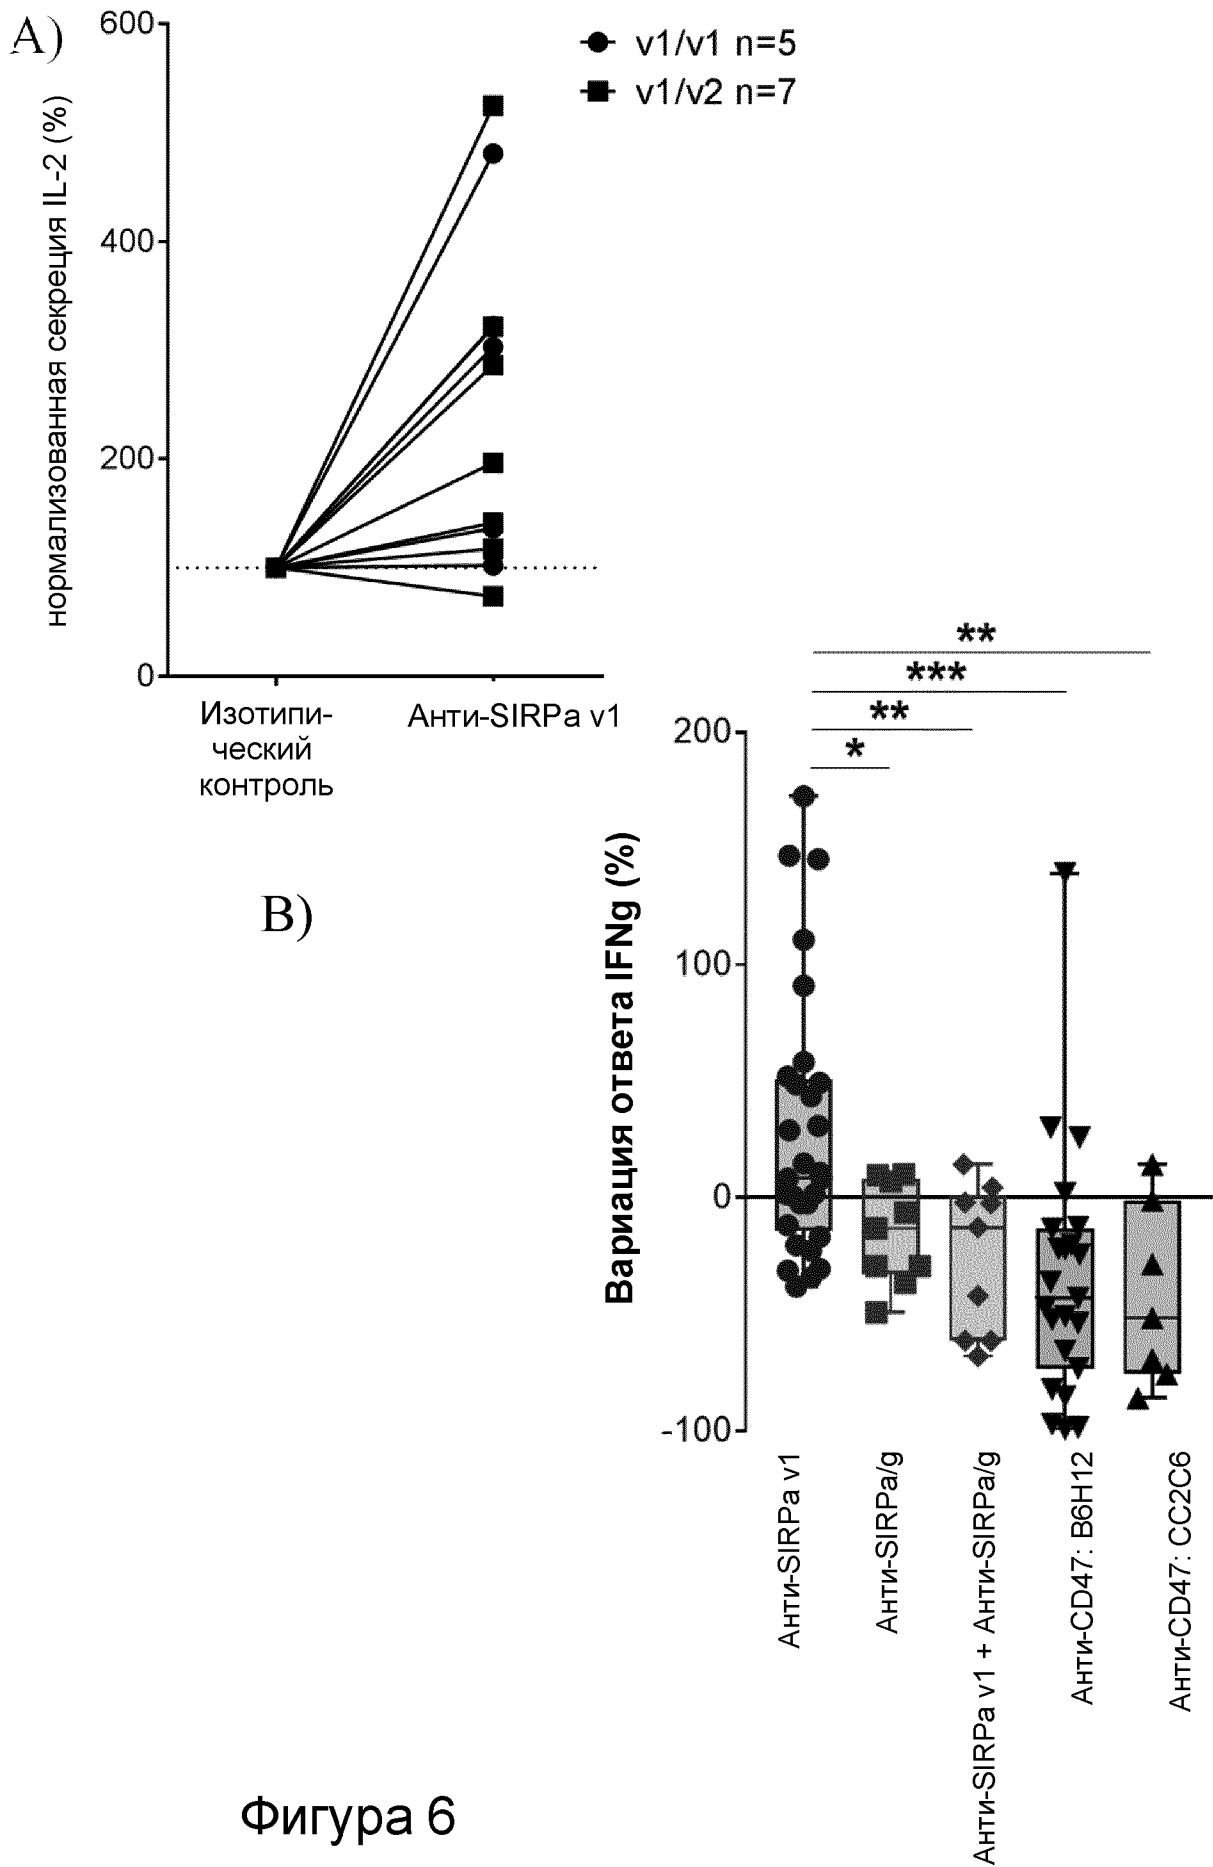 A)
600
400
200
0
нормализованная секреция IL-2 (%)
v1/v1 n=5
v1/v2 n=7
Изотипи-
ческий
контроль
Анти-SIRPa v1
B)
**
***
**
*
200
100
0
-100
Вариация ответа IFNg (%)
Анти-SIRPa v1
Анти-SIRPa/g
Анти-SIRPa v1 + Анти-SIRPa/g
Анти-CD47: B6H12
Анти-CD47: CC2C6
Фигура 6